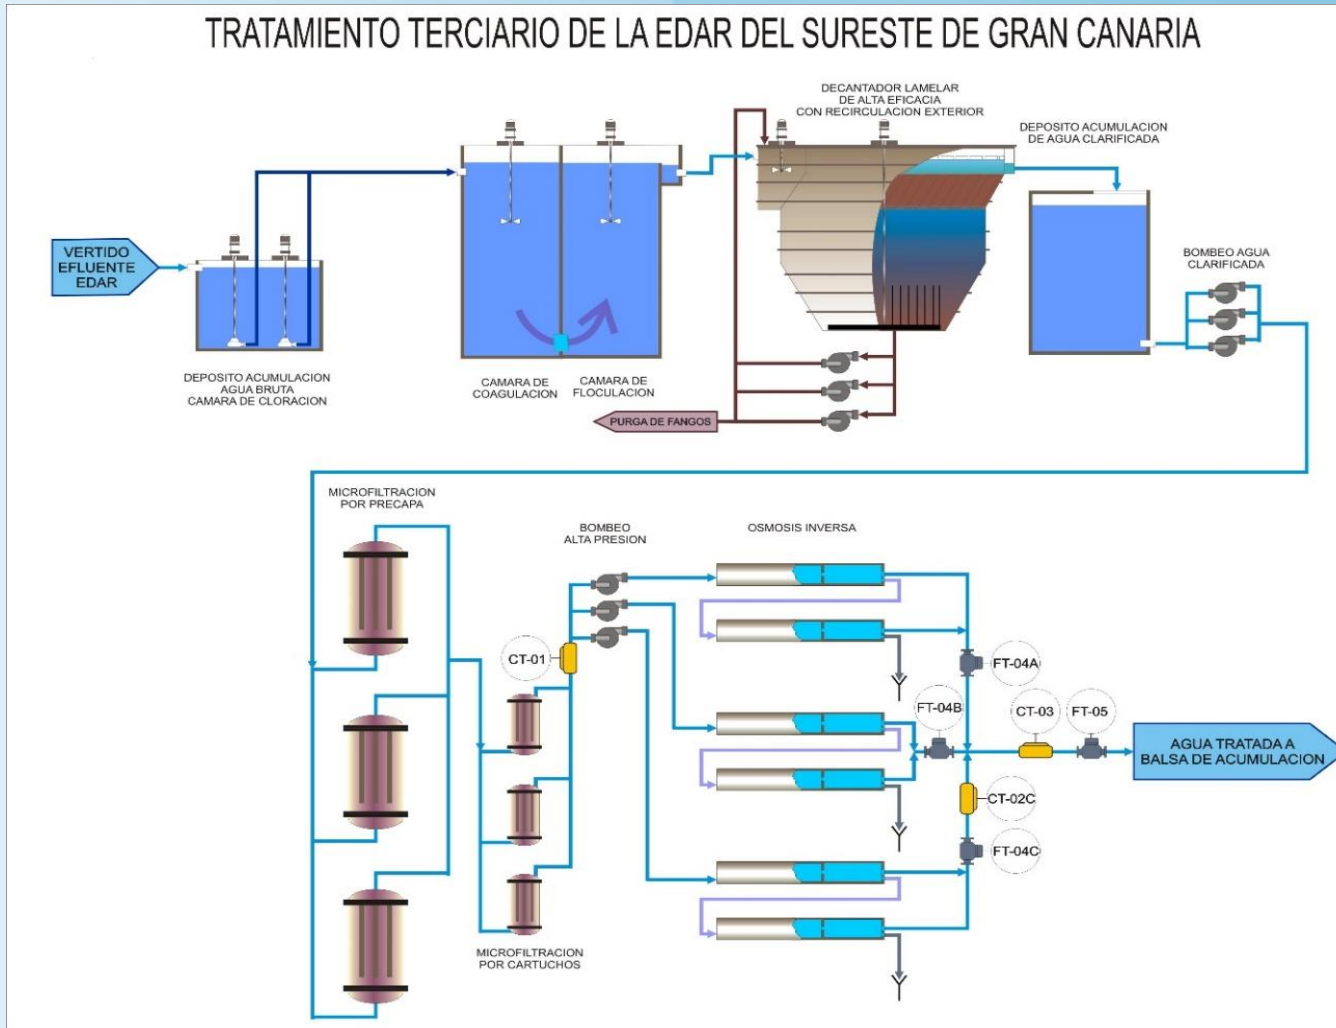 TRATAMIENTO TERCIARIO DE LA EDAR DEL SURESTE DE GRAN CANARIA
DECANTADOR LAMELAR
DE ALTA EFICACIA
CON RECIRCULACION EXTERIOR
DEPOSITO ACUMULACION
DE AGUA CLARIFICADA
VERTIDO
EFLUENTE
EDAR
BOMBEO AGUA
CLARIFICADA
DEPOSITO ACUMULACION
AGUA BRUTA
CAMARA DE CLORACION
CAMARA DE
COAGULACION
CAMARA DE
FLOCULACION
PURGA DE FANGOS
MICROFILTRACION
POR PRECAPA
BOMBEO
ALTA PRESION
OSMOSIS INVERSA
CT-01
FT-04A
FT-04B
CT-03
FT-05
AGUA TRATADA A
BALSA DE ACUMULACION
CT-02C
FT-04C
MICROFILTRACION
POR CARTUCHOS